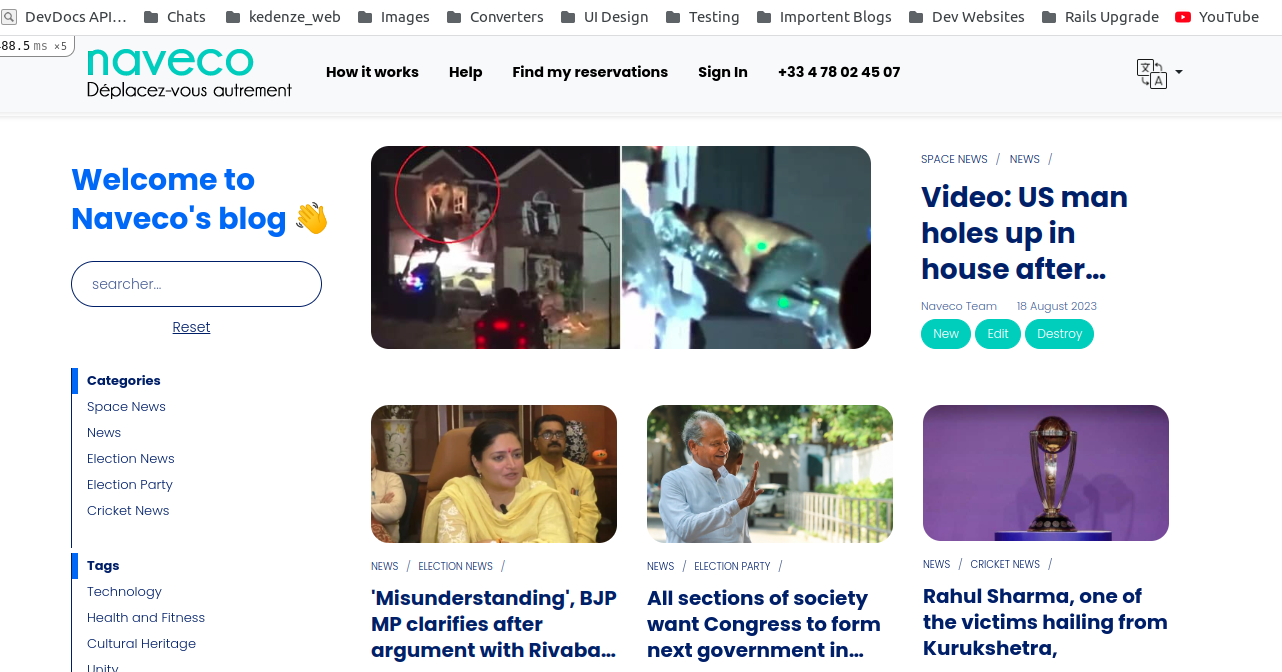 DevDocs API… Chats kedenze_web Images Converters UI Design Testing Importent Blogs Dev Websites Rails Upgrade YouTube
88.5 ms ×5
naveco
Déplacez-vous autrement
How it works Help Find my reservations Sign In +33 4 78 02 45 07
A
Welcome to
Naveco's blog 👋
searcher...
Reset
Categories
Space News
News
Election News
Election Party
Cricket News
Tags
Technology
Health and Fitness
Cultural Heritage
Unity
SPACE NEWS / NEWS /
Video: US man
holes up in
house after...
Naveco Team 18 August 2023
New Edit Destroy
NEWS / ELECTION NEWS /
'Misunderstanding', BJP
MP clarifies after
argument with Rivaba...
NEWS / ELECTION PARTY /
All sections of society
want Congress to form
next government in...
NEWS / CRICKET NEWS /
Rahul Sharma, one of
the victims hailing from
Kurukshetra,